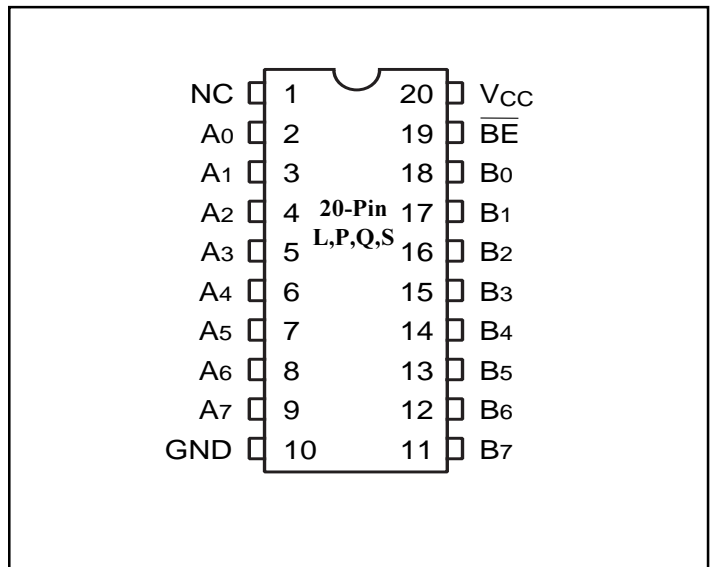 NC 1 20 VCC
A0 2 19 B̅E̅
A1 3 18 B0
A2 4 20-Pin 17 B1
L,P,Q,S
A3 5 16 B2
A4 6 15 B3
A5 7 14 B4
A6 8 13 B5
A7 9 12 B6
GND 10 11 B7